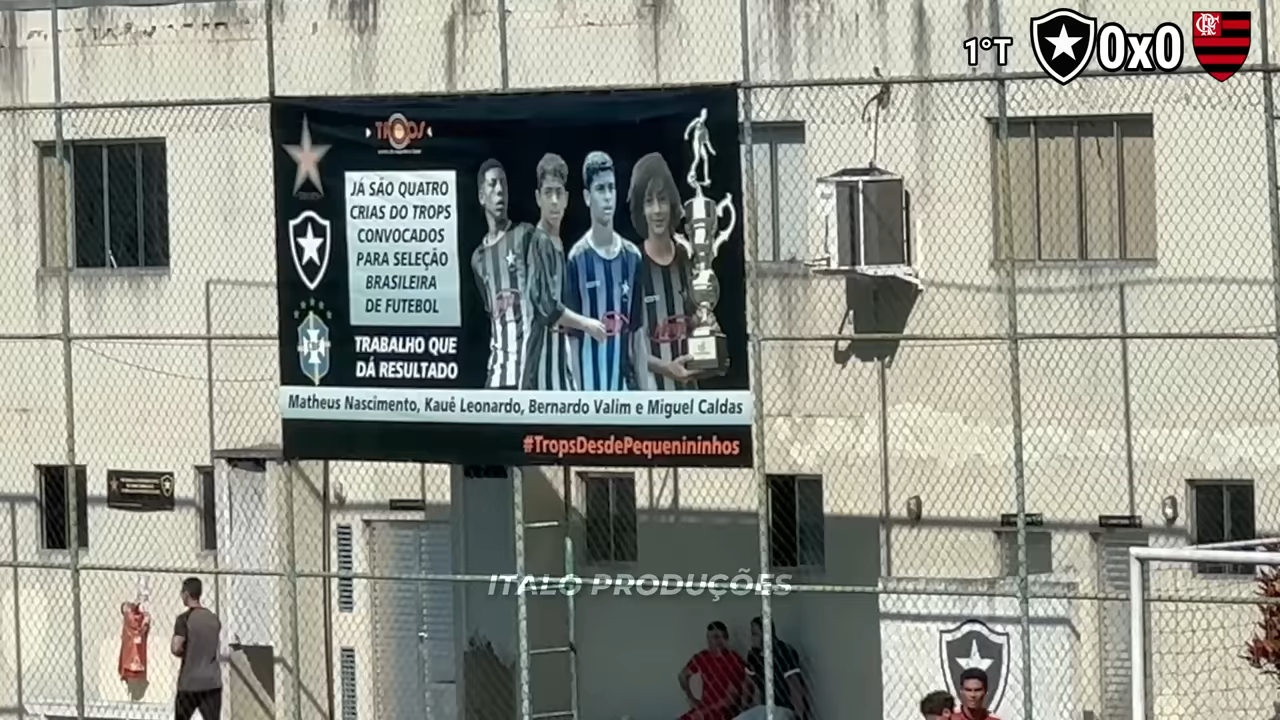 1°T 0x0
TROPS
JÁ SÃO QUATRO
CRIAS DO TROPS
CONVOCADOS
PARA SELEÇÃO
BRASILEIRA
DE FUTEBOL
TRABALHO QUE
DÁ RESULTADO
Matheus Nascimento, Kauê Leonardo, Bernardo Valim e Miguel Caldas
#TropsDesdePequenininhos
ITALO PRODUÇÕES